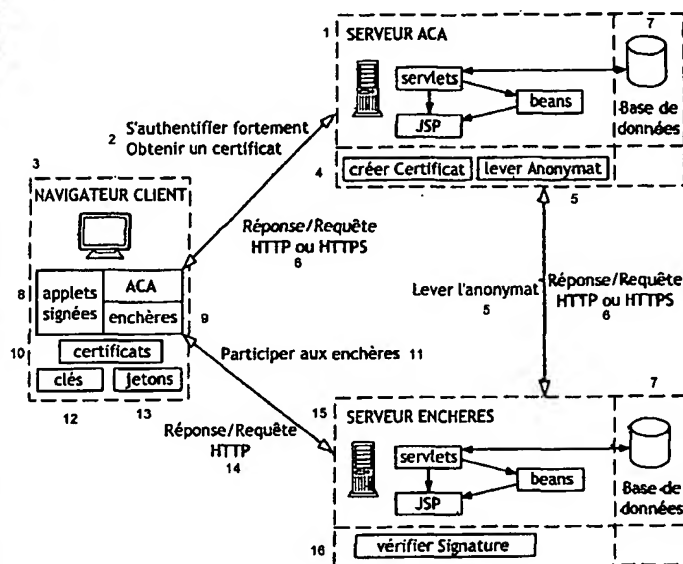 1 SERVEUR ACA
7
servlets
beans
JSP
Base de
données
2 S'authentifier fortement
Obtenir un certificat
4 créer Certificat lever Anonymat
5
3
NAVIGATEUR CLIENT
Réponse/Requête
HTTP ou HTTPS
6
8 applets
signées
ACA
enchères 9
10 certificats
clés jetons
12 13
Lever l'anonymat
5
Réponse/Requête
HTTP ou HTTPS
6
Participer aux enchères 11
Réponse/Requête
HTTP
14
15 SERVEUR ENCHERES
7
servlets
beans
JSP
Base de
données
16 vérifier Signature